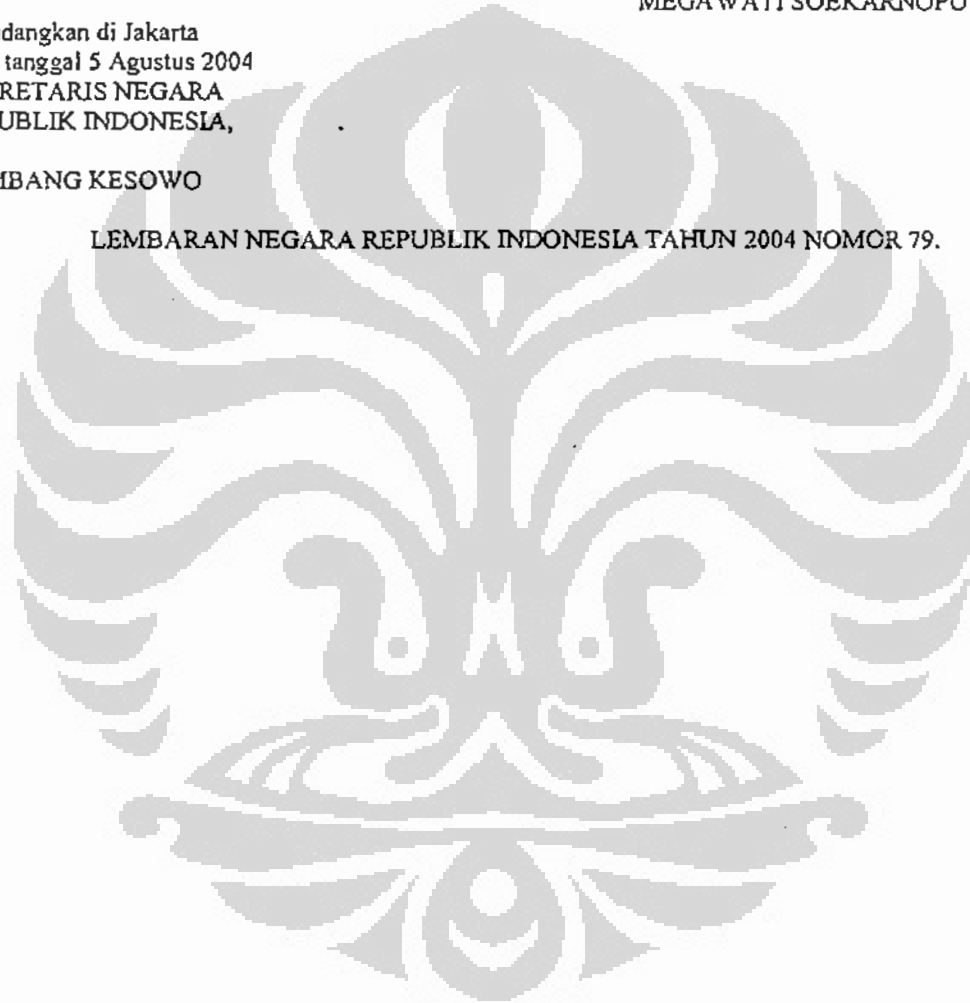 MEGAWATI SOEKARNOPU
dangkan di Jakarta
tanggal 5 Agustus 2004
RETARIS NEGARA
UBLIK INDONESIA,
MBANG KESOWO
LEMBARAN NEGARA REPUBLIK INDONESIA TAHUN 2004 NOMOR 79.